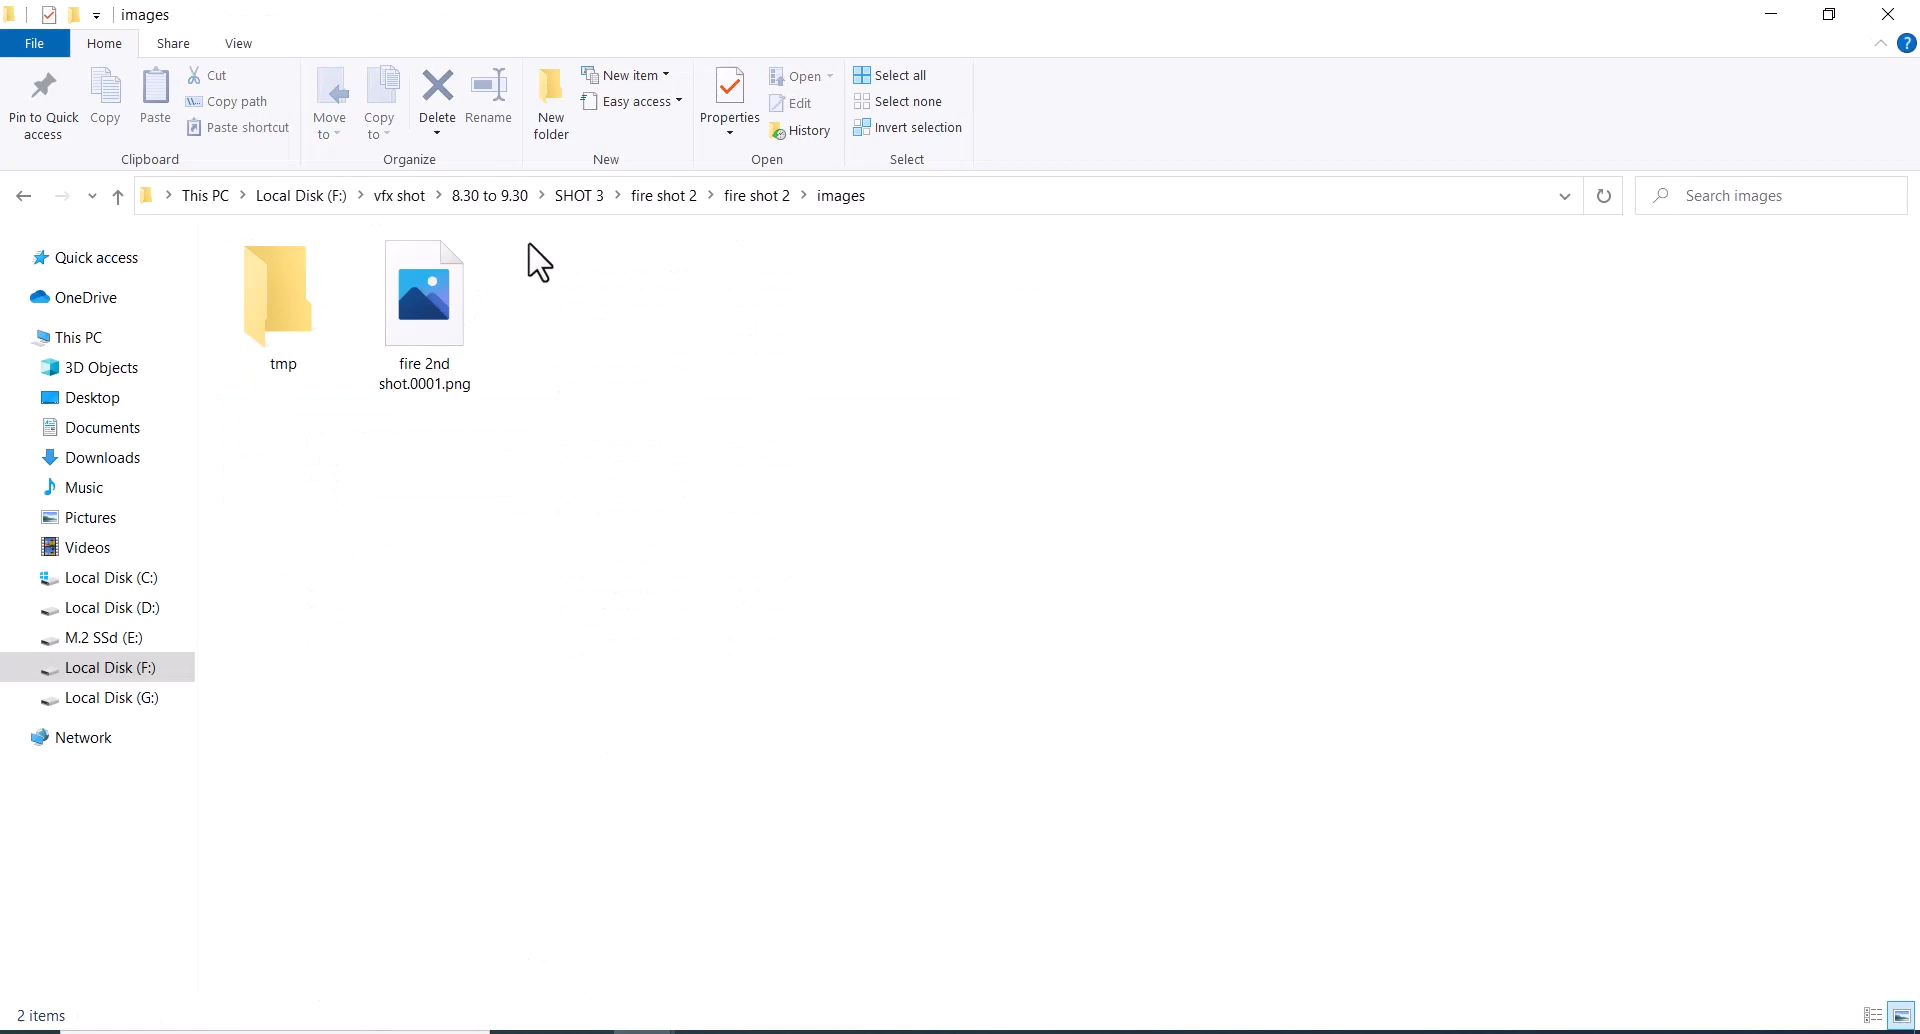 images
File Home Share View
Pin to Quick access
Copy
Paste
Cut
Copy path
Paste shortcut
Clipboard
Move to
Copy to
Delete
Rename
Organize
New folder
New item
Easy access
New
Properties
Open
Edit
History
Open
Select all
Select none
Invert selection
Select
This PC > Local Disk (F:) > vfx shot > 8.30 to 9.30 > SHOT 3 > fire shot 2 > fire shot 2 > images
Search images
Quick access
OneDrive
This PC
3D Objects
Desktop
Documents
Downloads
Music
Pictures
Videos
Local Disk (C:)
Local Disk (D:)
M.2 SSd (E:)
Local Disk (F:)
Local Disk (G:)
Network
tmp
fire 2nd
shot.0001.png
2 items